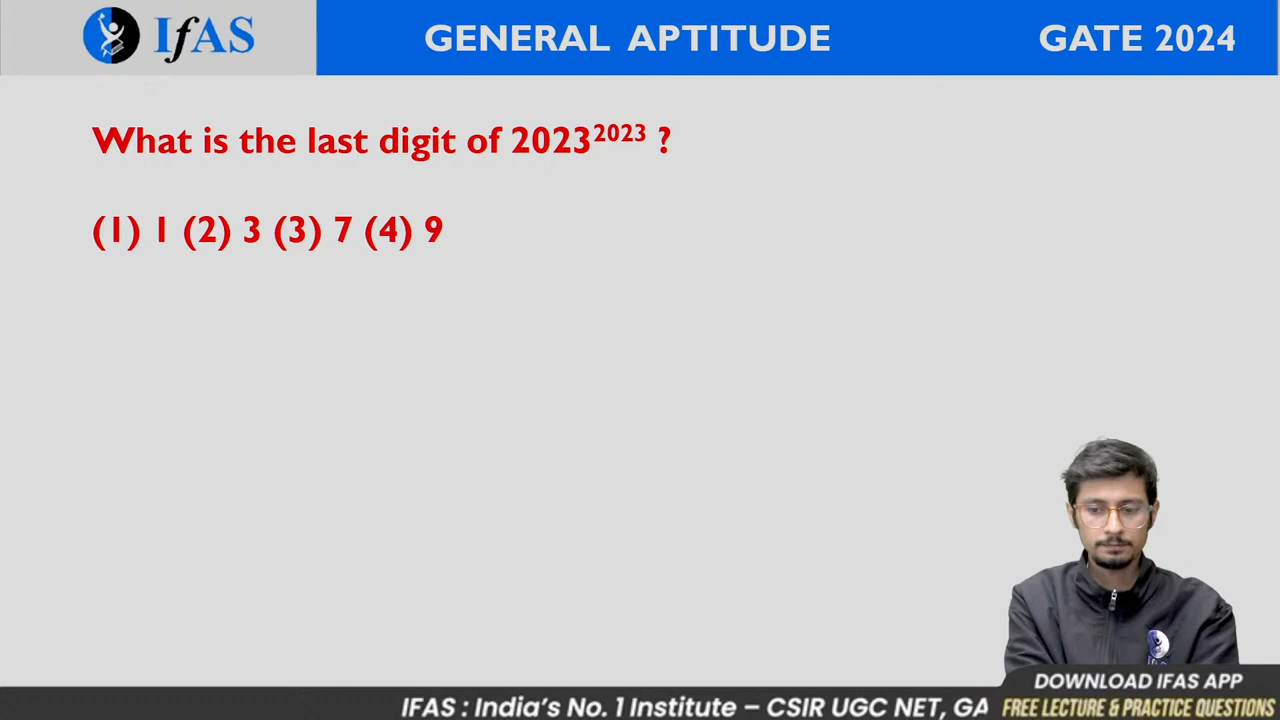 IfAS
GENERAL APTITUDE
GATE 2024
What is the last digit of 2023²⁰²³ ?
(1) 1 (2) 3 (3) 7 (4) 9
DOWNLOAD IFAS APP
IFAS : India's No. 1 Institute – CSIR UGC NET, GA
FREE LECTURE & PRACTICE QUESTIONS